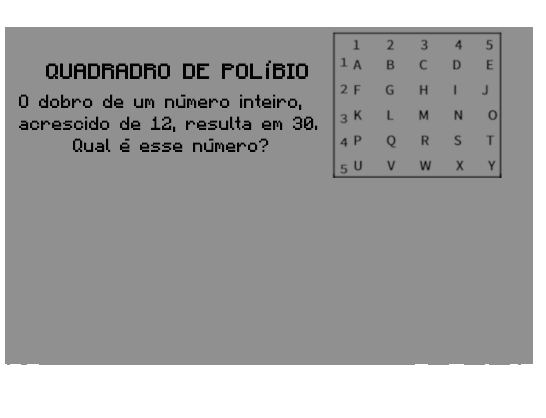 QUADRADRO DE POLÍBIO
O dobro de um número inteiro,
acrescido de 12, resulta em 30.
Qual é esse número?
1 2 3 4 5
1 A B C D E
2 F G H I J
3 K L M N O
4 P Q R S T
5 U V W X Y